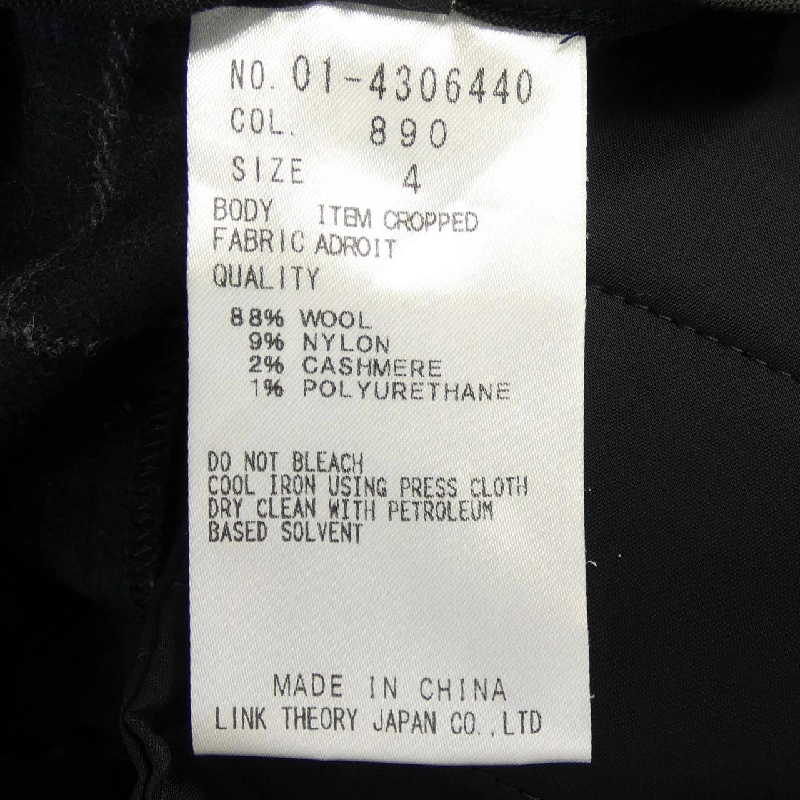 NO. 01-4306440
COL. 890
SIZE 4
BODY ITEM CROPPED
FABRIC ADROIT
QUALITY
88% WOOL
9% NYLON
2% CASHMERE
1% POLYURETHANE
DO NOT BLEACH
COOL IRON USING PRESS CLOTH
DRY CLEAN WITH PETROLEUM
BASED SOLVENT
MADE IN CHINA
LINK THEORY JAPAN CO.,LTD